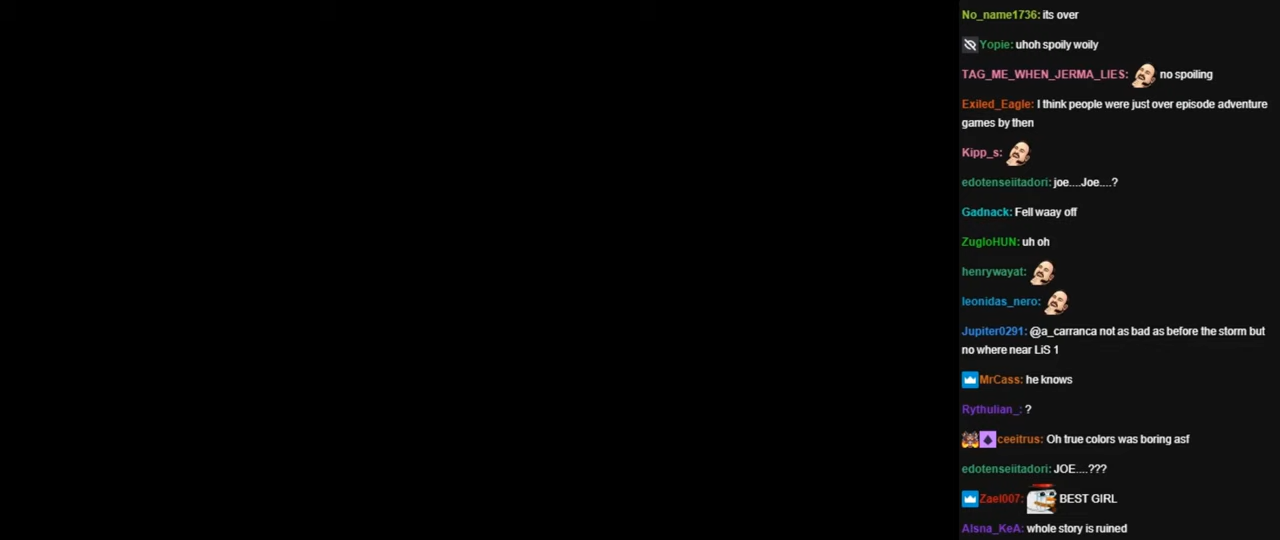 No_name1736: its over
Yopie: uhoh spoily woily
TAG_ME_WHEN_JERMA_LIES: no spoiling
Exiled_Eagle: I think people were just over episode adventure
games by then
Kipp_s:
edotenseiitadori: joe....Joe....?
Gadnack: Fell waay off
ZugloHUN: uh oh
henrywayat:
leonidas_nero:
Jupiter0291: @a_carranca not as bad as before the storm but
no where near LiS 1
MrCass: he knows
Rythulian_: ?
ceeitrus: Oh true colors was boring asf
edotenseiitadori: JOE....???
Zael007: BEST GIRL
Alsna_KeA: whole story is ruined